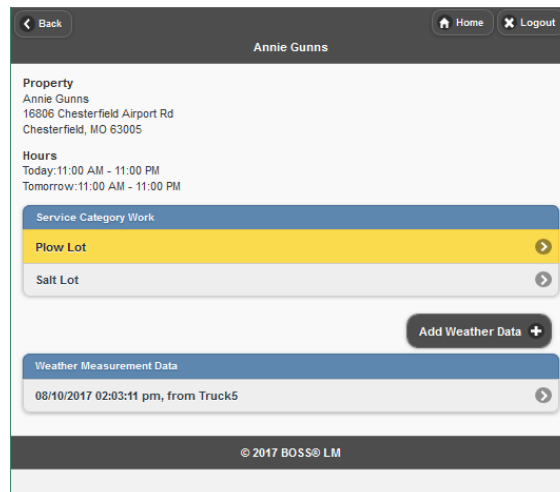 Back
Home
Logout
Annie Gunns
Property
Annie Gunns
16806 Chesterfield Airport Rd
Chesterfield, MO 63005
Hours
Today:11:00 AM - 11:00 PM
Tomorrow:11:00 AM - 11:00 PM
Service Category Work
Plow Lot
Salt Lot
Add Weather Data
Weather Measurement Data
08/10/2017 02:03:11 pm, from Truck5
© 2017 BOSS® LM